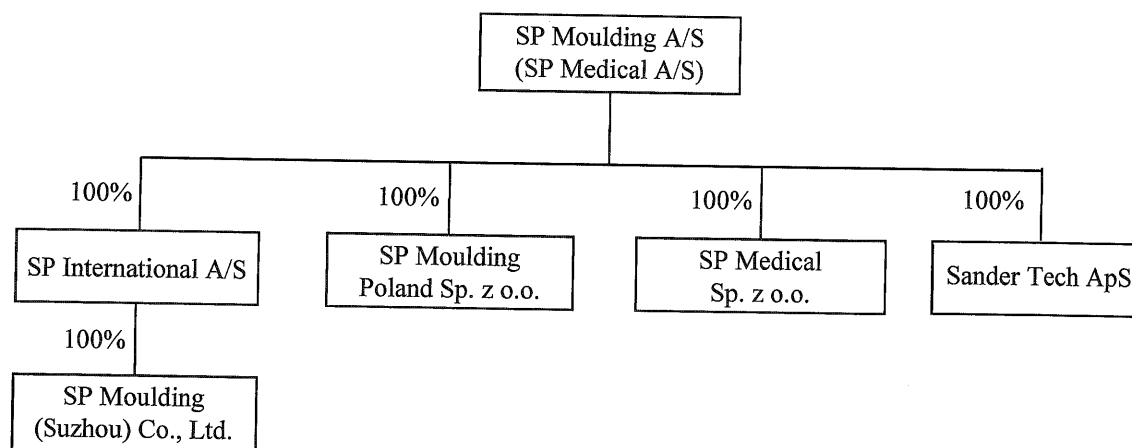 SP Moulding A/S
(SP Medical A/S)
100%
100%
100%
100%
SP International A/S
SP Moulding
Poland Sp. z o.o.
SP Medical
Sp. z o.o.
Sander Tech ApS
100%
SP Moulding
(Suzhou) Co., Ltd.